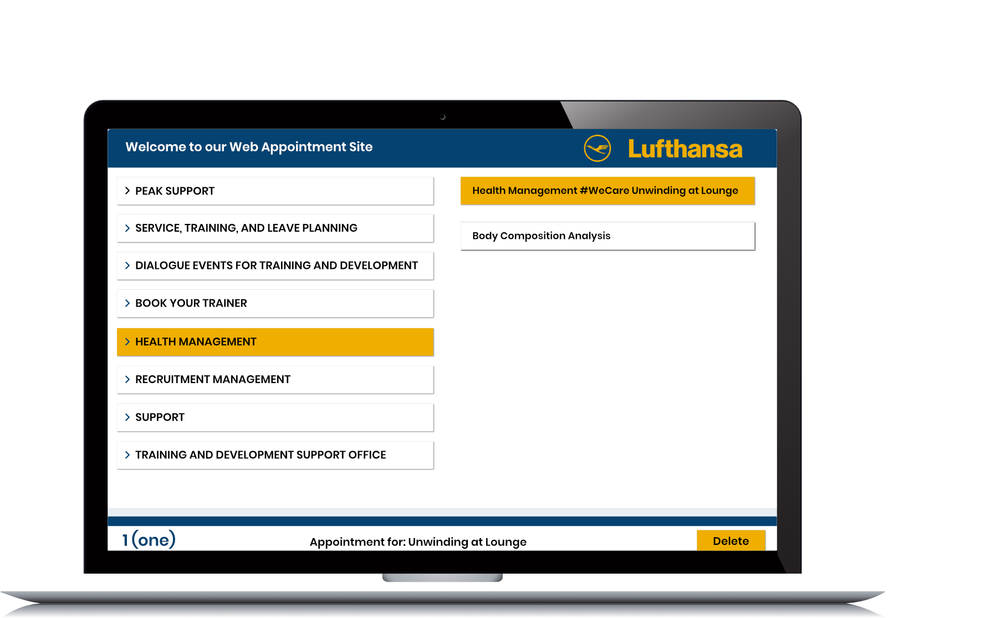 Welcome to our Web Appointment Site
Lufthansa
PEAK SUPPORT
SERVICE, TRAINING, AND LEAVE PLANNING
DIALOGUE EVENTS FOR TRAINING AND DEVELOPMENT
BOOK YOUR TRAINER
HEALTH MANAGEMENT
RECRUITMENT MANAGEMENT
SUPPORT
TRAINING AND DEVELOPMENT SUPPORT OFFICE
Health Management #WeCare Unwinding at Lounge
Body Composition Analysis
1 (one)
Appointment for: Unwinding at Lounge
Delete